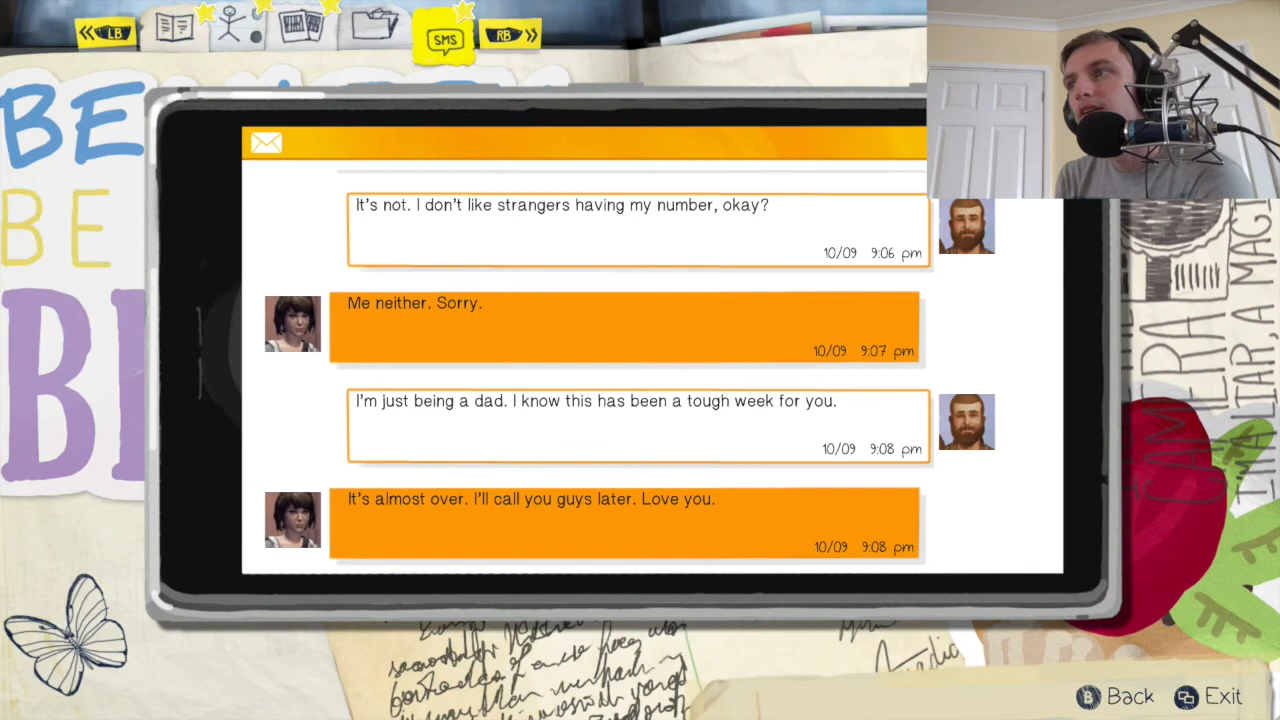 LB
SMS
RB
BE
BE
It's not. I don't like strangers having my number, okay?
10/09 9:06 pm
Me neither. Sorry.
10/09 9:07 pm
I'm just being a dad. I know this has been a tough week for you.
10/09 9:08 pm
It's almost over. I'll call you guys later. Love you.
10/09 9:08 pm
CAMERA
LIAR, A MAGI
B Back
Exit